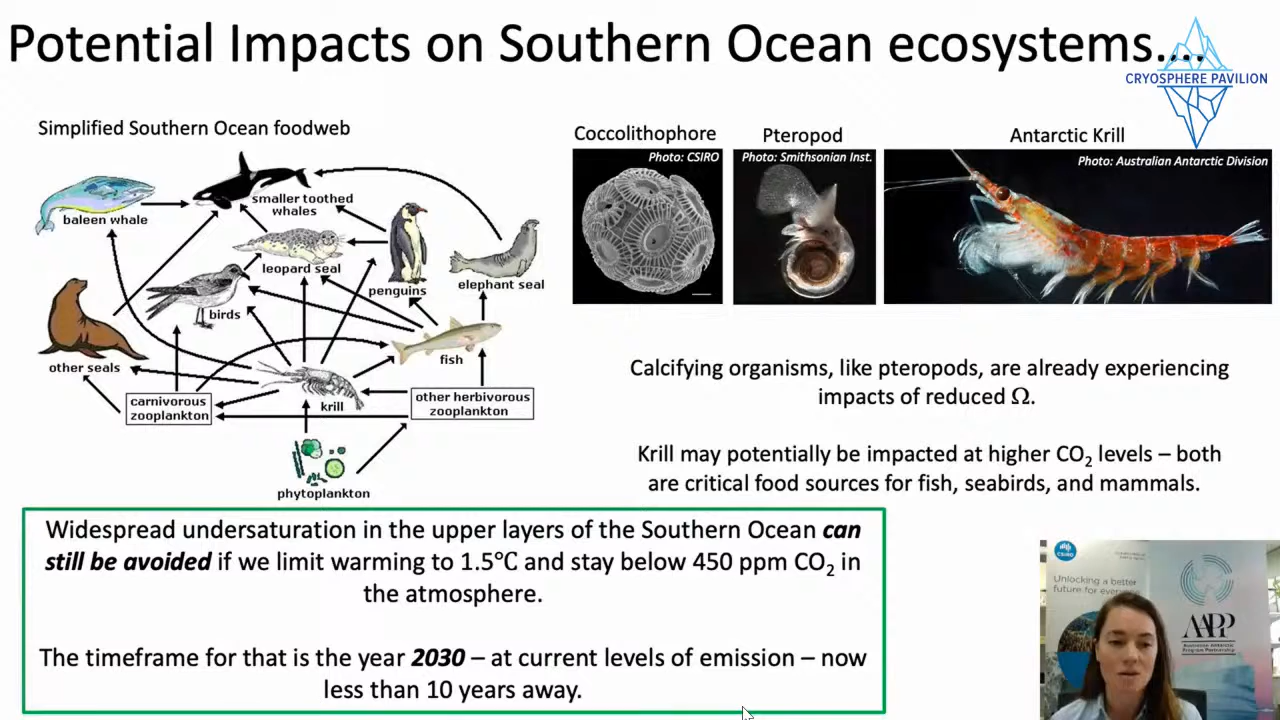 Potential Impacts on Southern Ocean ecosystems....
CRYOSPHERE PAVILION
Simplified Southern Ocean foodweb
baleen whale
smaller toothed
whales
leopard seal
penguins
elephant seal
birds
other seals
fish
carnivorous
zooplankton
krill
other herbivorous
zooplankton
phytoplankton
Coccolithophore
Photo: CSIRO
Pteropod
Photo: Smithsonian Inst.
Antarctic Krill
Photo: Australian Antarctic Division
Calcifying organisms, like pteropods, are already experiencing
impacts of reduced Ω.
Krill may potentially be impacted at higher CO₂ levels – both
are critical food sources for fish, seabirds, and mammals.
Widespread undersaturation in the upper layers of the Southern Ocean can
still be avoided if we limit warming to 1.5℃ and stay below 450 ppm CO₂ in
the atmosphere.
The timeframe for that is the year 2030 – at current levels of emission – now
less than 10 years away.
CSIRO
Unlocking a better
future for everyone
AAPP
Australian Antarctic
Program Partnership